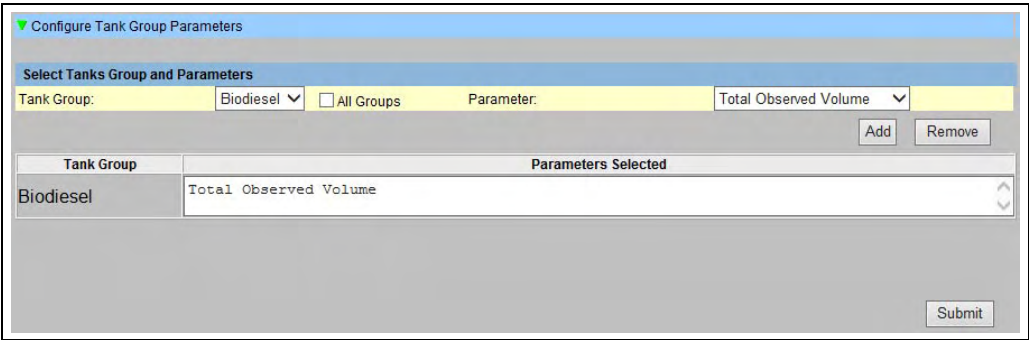 Configure Tank Group Parameters
Select Tanks Group and Parameters
Tank Group: Biodiesel All Groups Parameter: Total Observed Volume
Add Remove
Tank Group Parameters Selected
Biodiesel Total Observed Volume
Submit